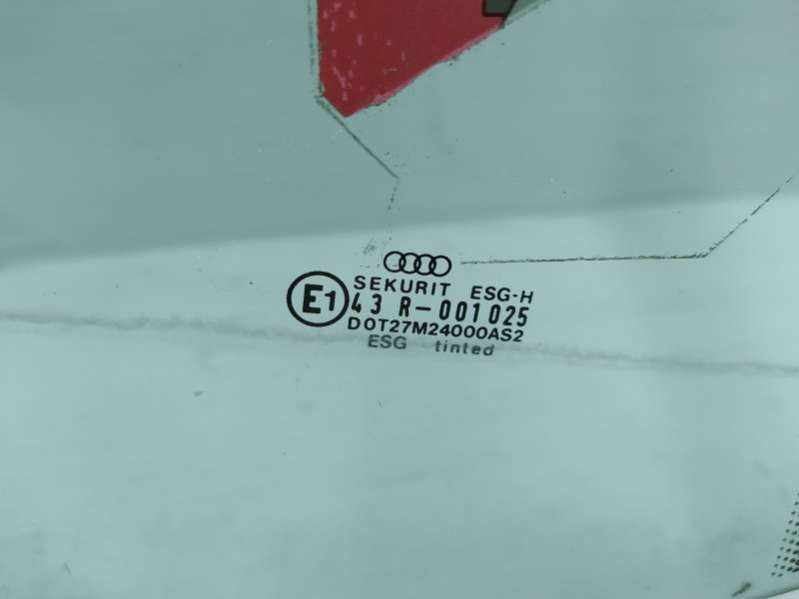 SEKURIT ESG-H
E1 43 R-001025
DOT27M24000AS2
ESG tinted